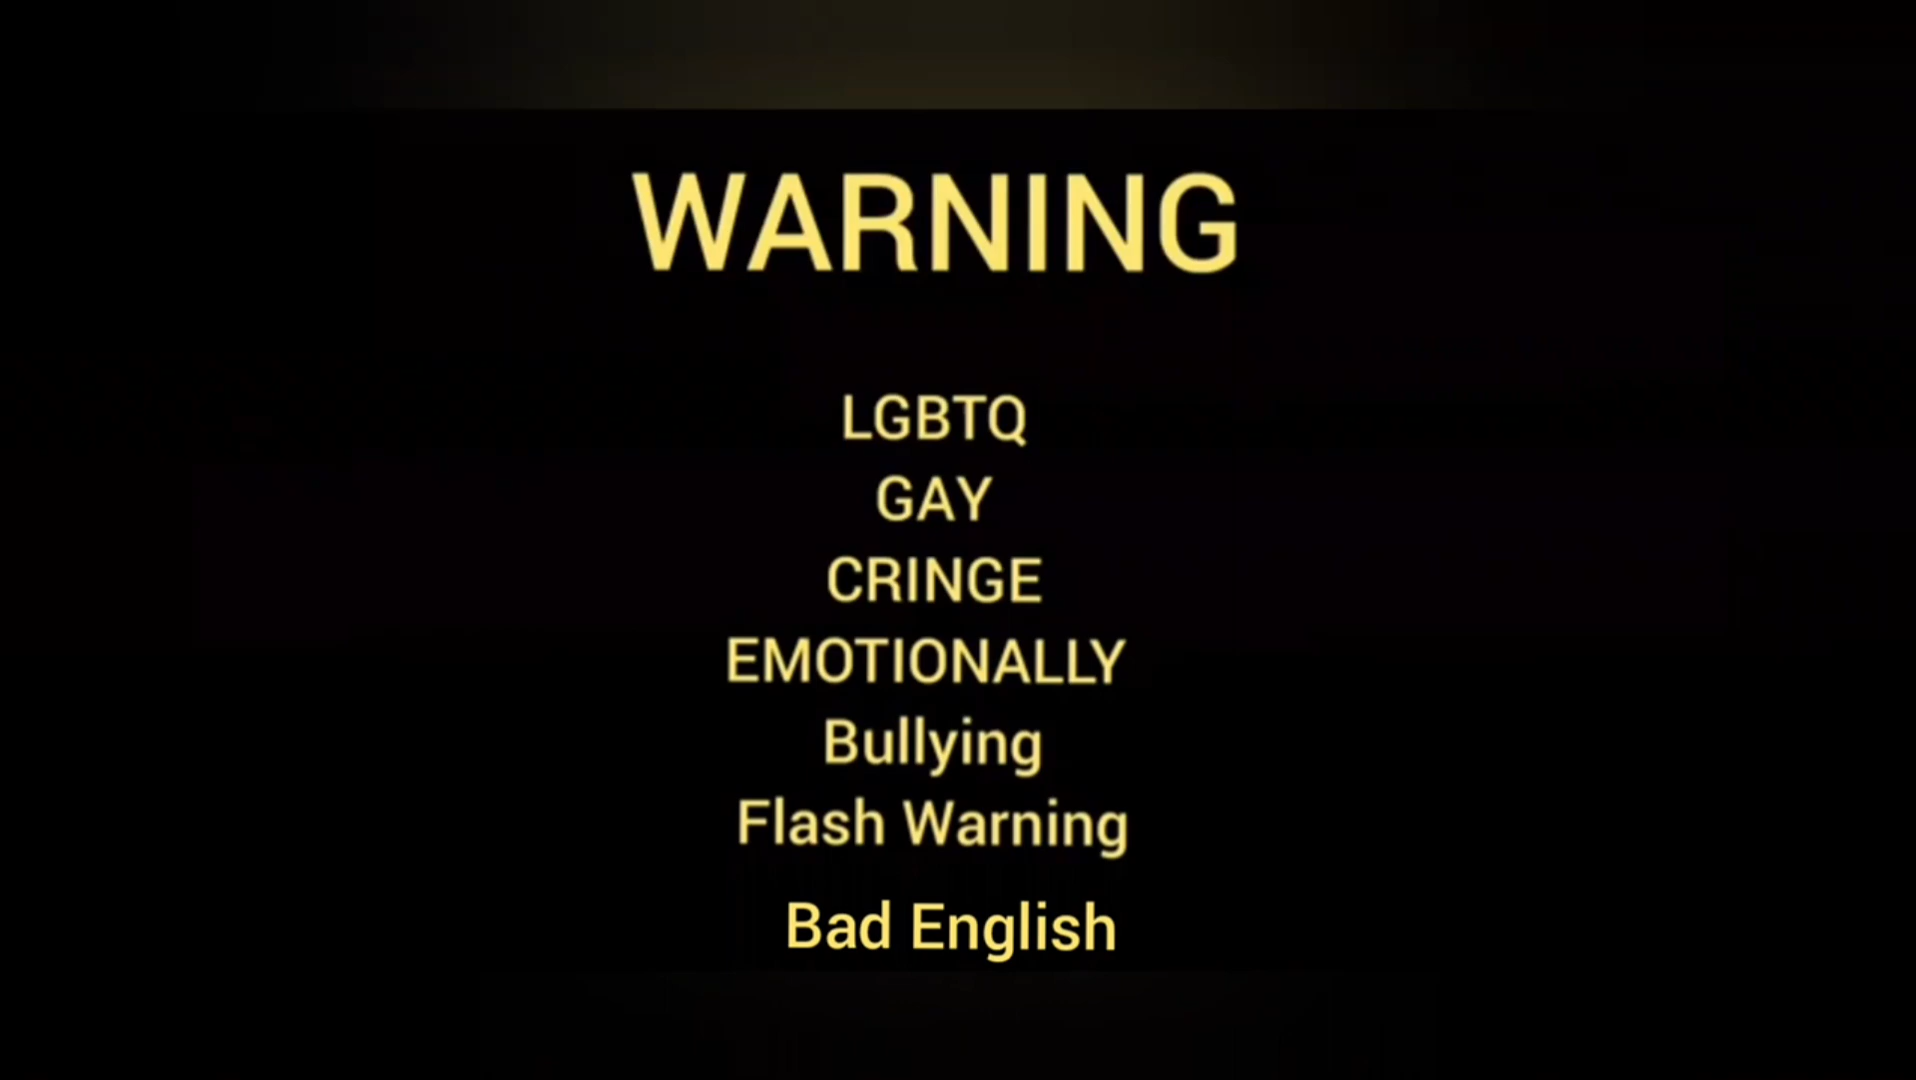 WARNING
LGBTQ
GAY
CRINGE
EMOTIONALLY
Bullying
Flash Warning
Bad English